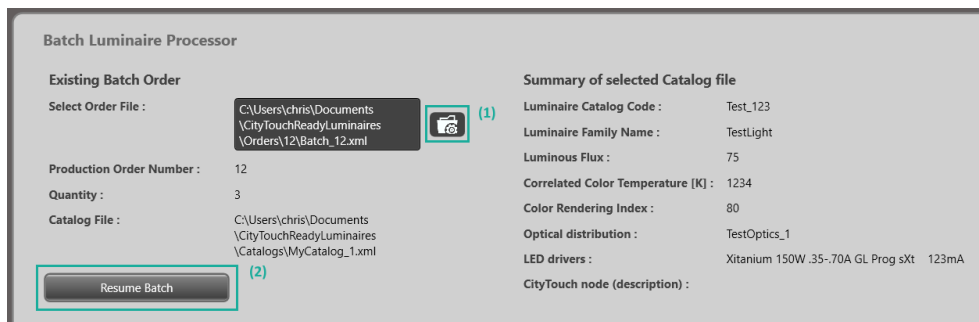 Batch Luminaire Processor
Existing Batch Order
Select Order File :
C:\Users\chris\Documents
\CityTouchReadyLuminaires
\Orders\12\Batch_12.xml
(1)
Production Order Number :
12
Quantity :
3
Catalog File :
C:\Users\chris\Documents
\CityTouchReadyLuminaires
\Catalogs\MyCatalog_1.xml
(2)
Resume Batch
Summary of selected Catalog file
Luminaire Catalog Code :
Test_123
Luminaire Family Name :
TestLight
Luminous Flux :
75
Correlated Color Temperature [K] :
1234
Color Rendering Index :
80
Optical distribution :
TestOptics_1
LED drivers :
Xitanium 150W .35-.70A GL Prog sXt 123mA
CityTouch node (description) :